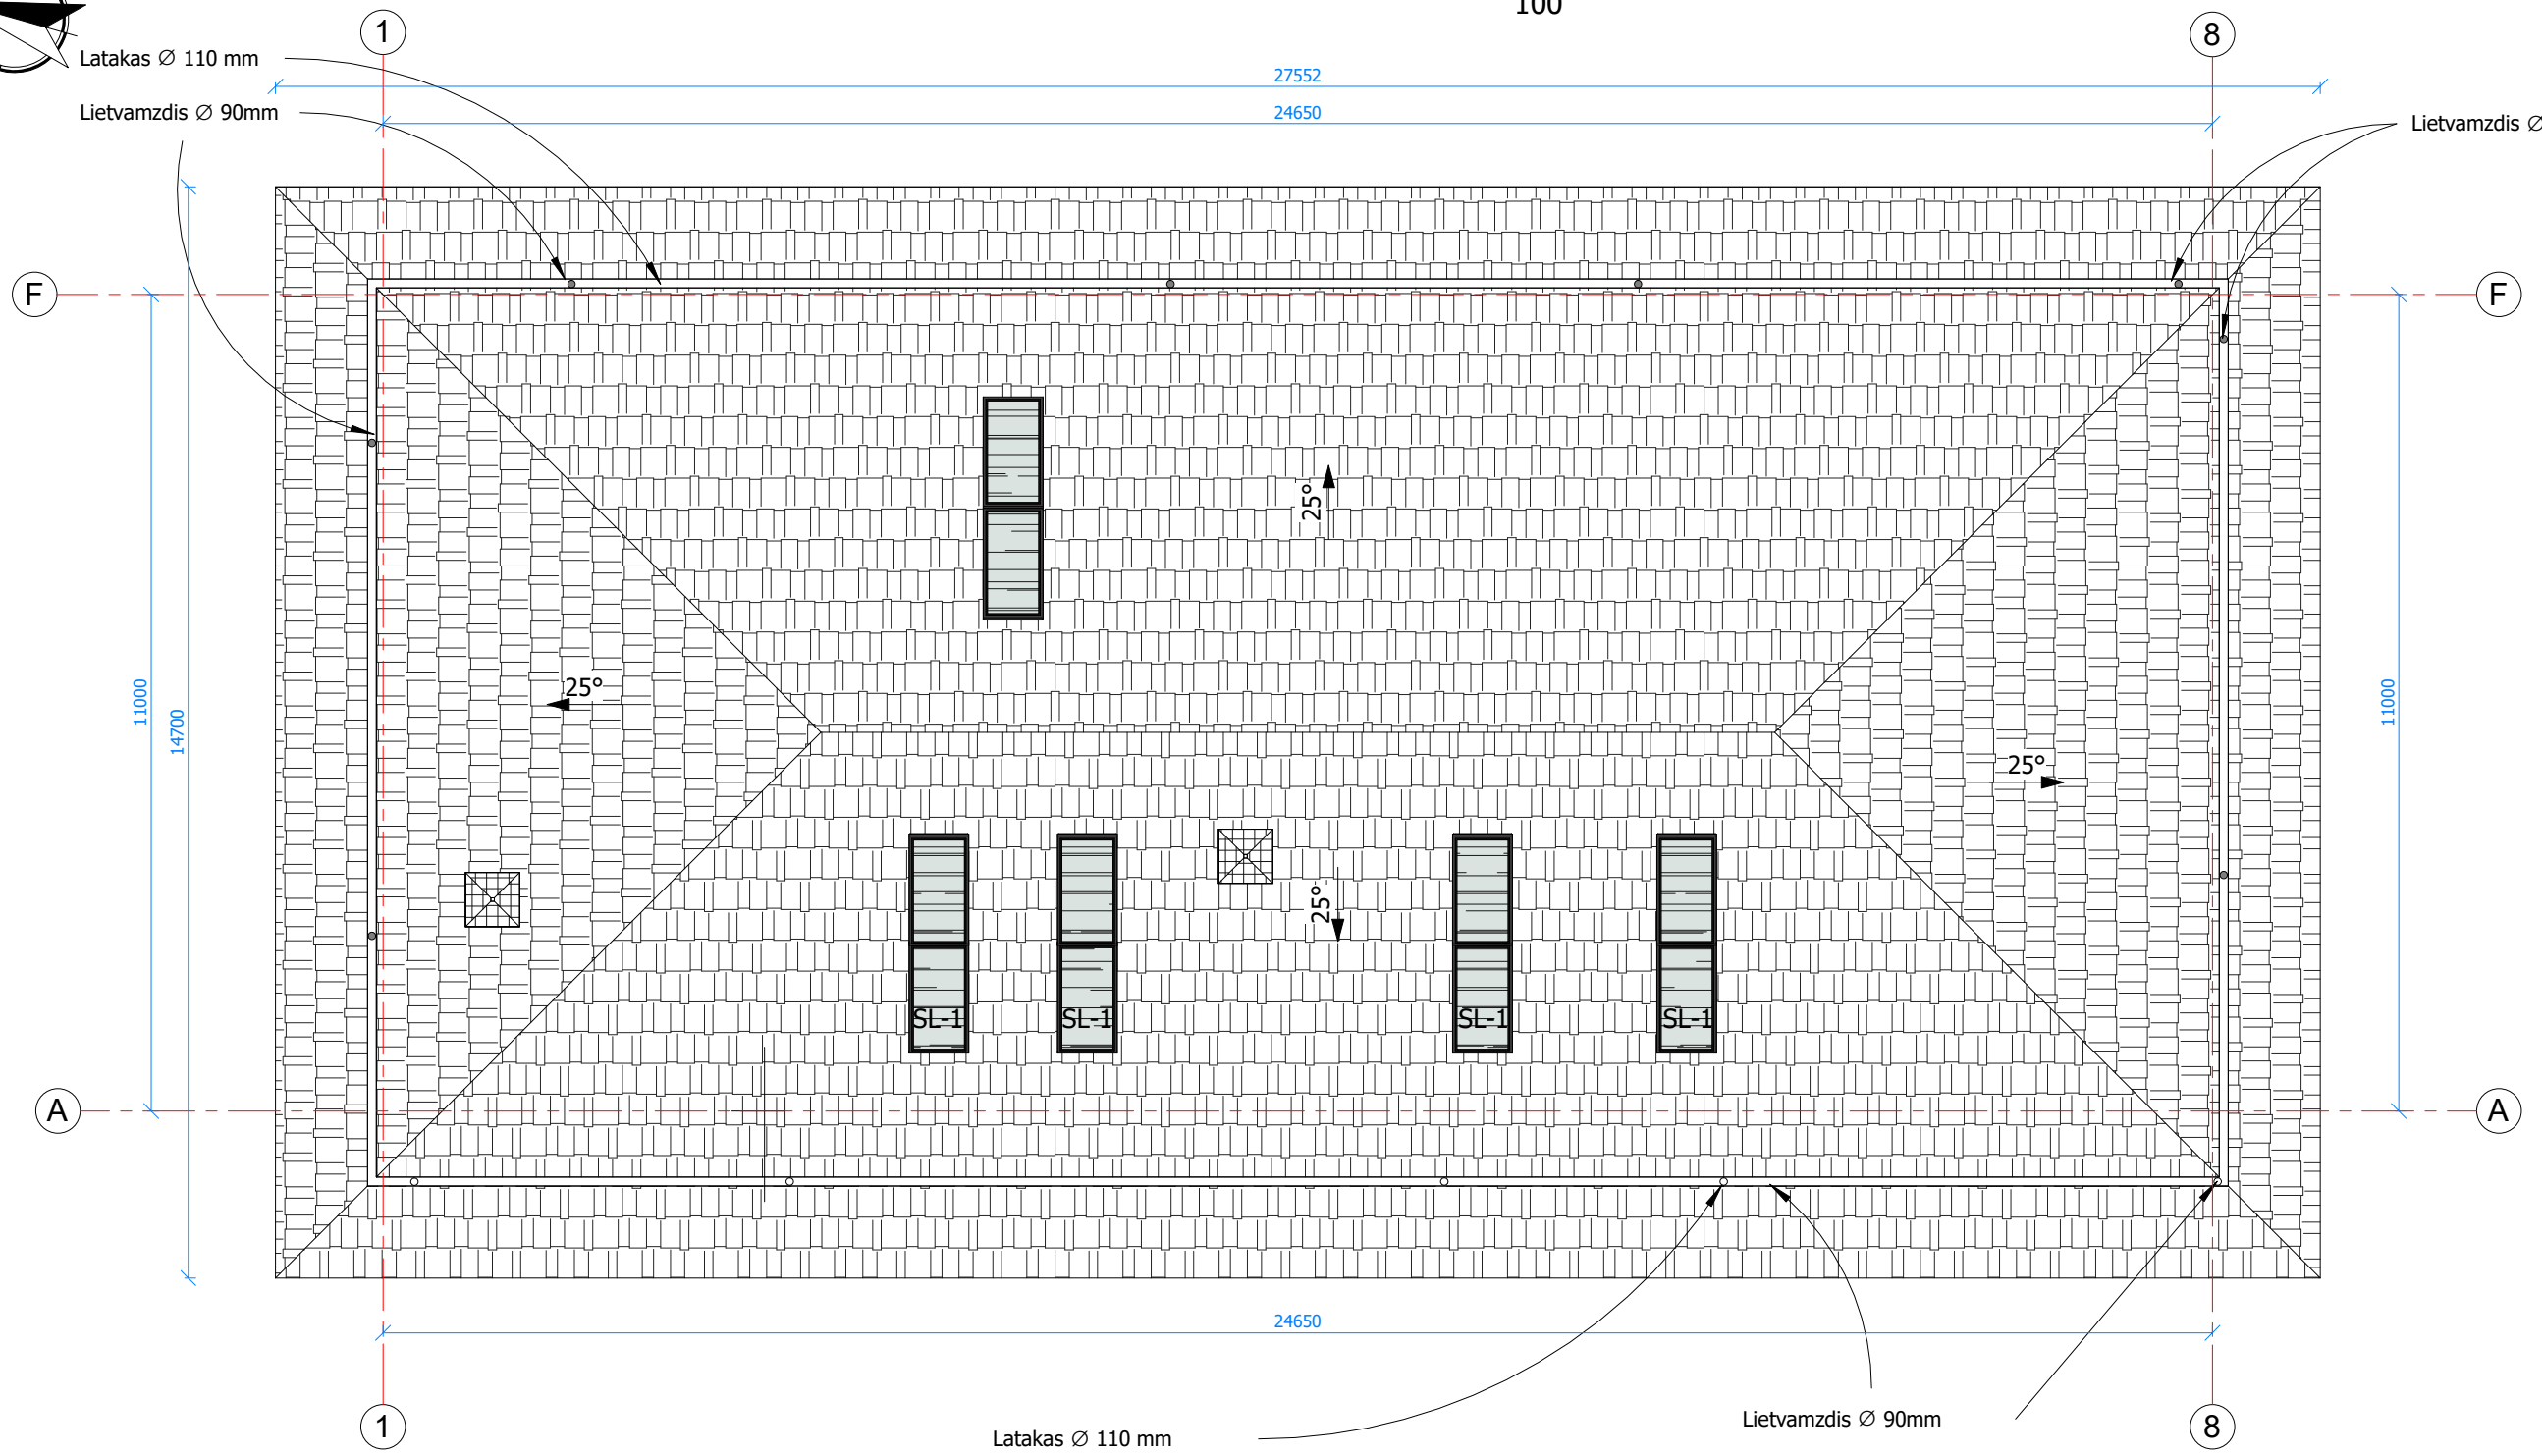 100
1
8
Latakas ∅ 110 mm
27552
Lietvamzdis ∅ 90mm
24650
Lietvamzdis ∅
F
F
25°
25°
11000
14700
11000
25°
25°
SL-1
SL-1
SL-1
SL-1
A
A
24650
1
8
Lietvamzdis ∅ 90mm
Latakas ∅ 110 mm